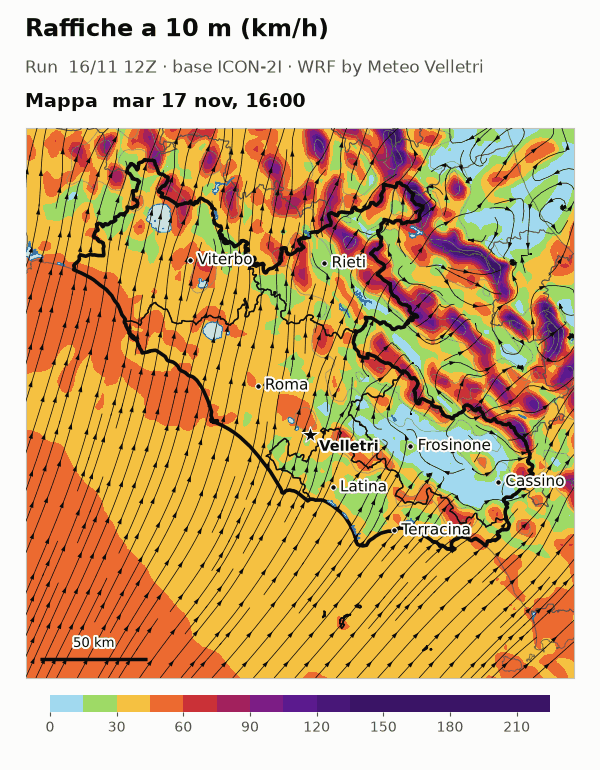 Raffiche a 10 m (km/h)
Run 16/11 12Z · base ICON-2I · WRF by Meteo Velletri
Mappa mar 17 nov, 16:00
Viterbo
Rieti
Roma
Velletri
Frosinone
Cassino
Latina
Terracina
50 km
0 30 60 90 120 150 180 210